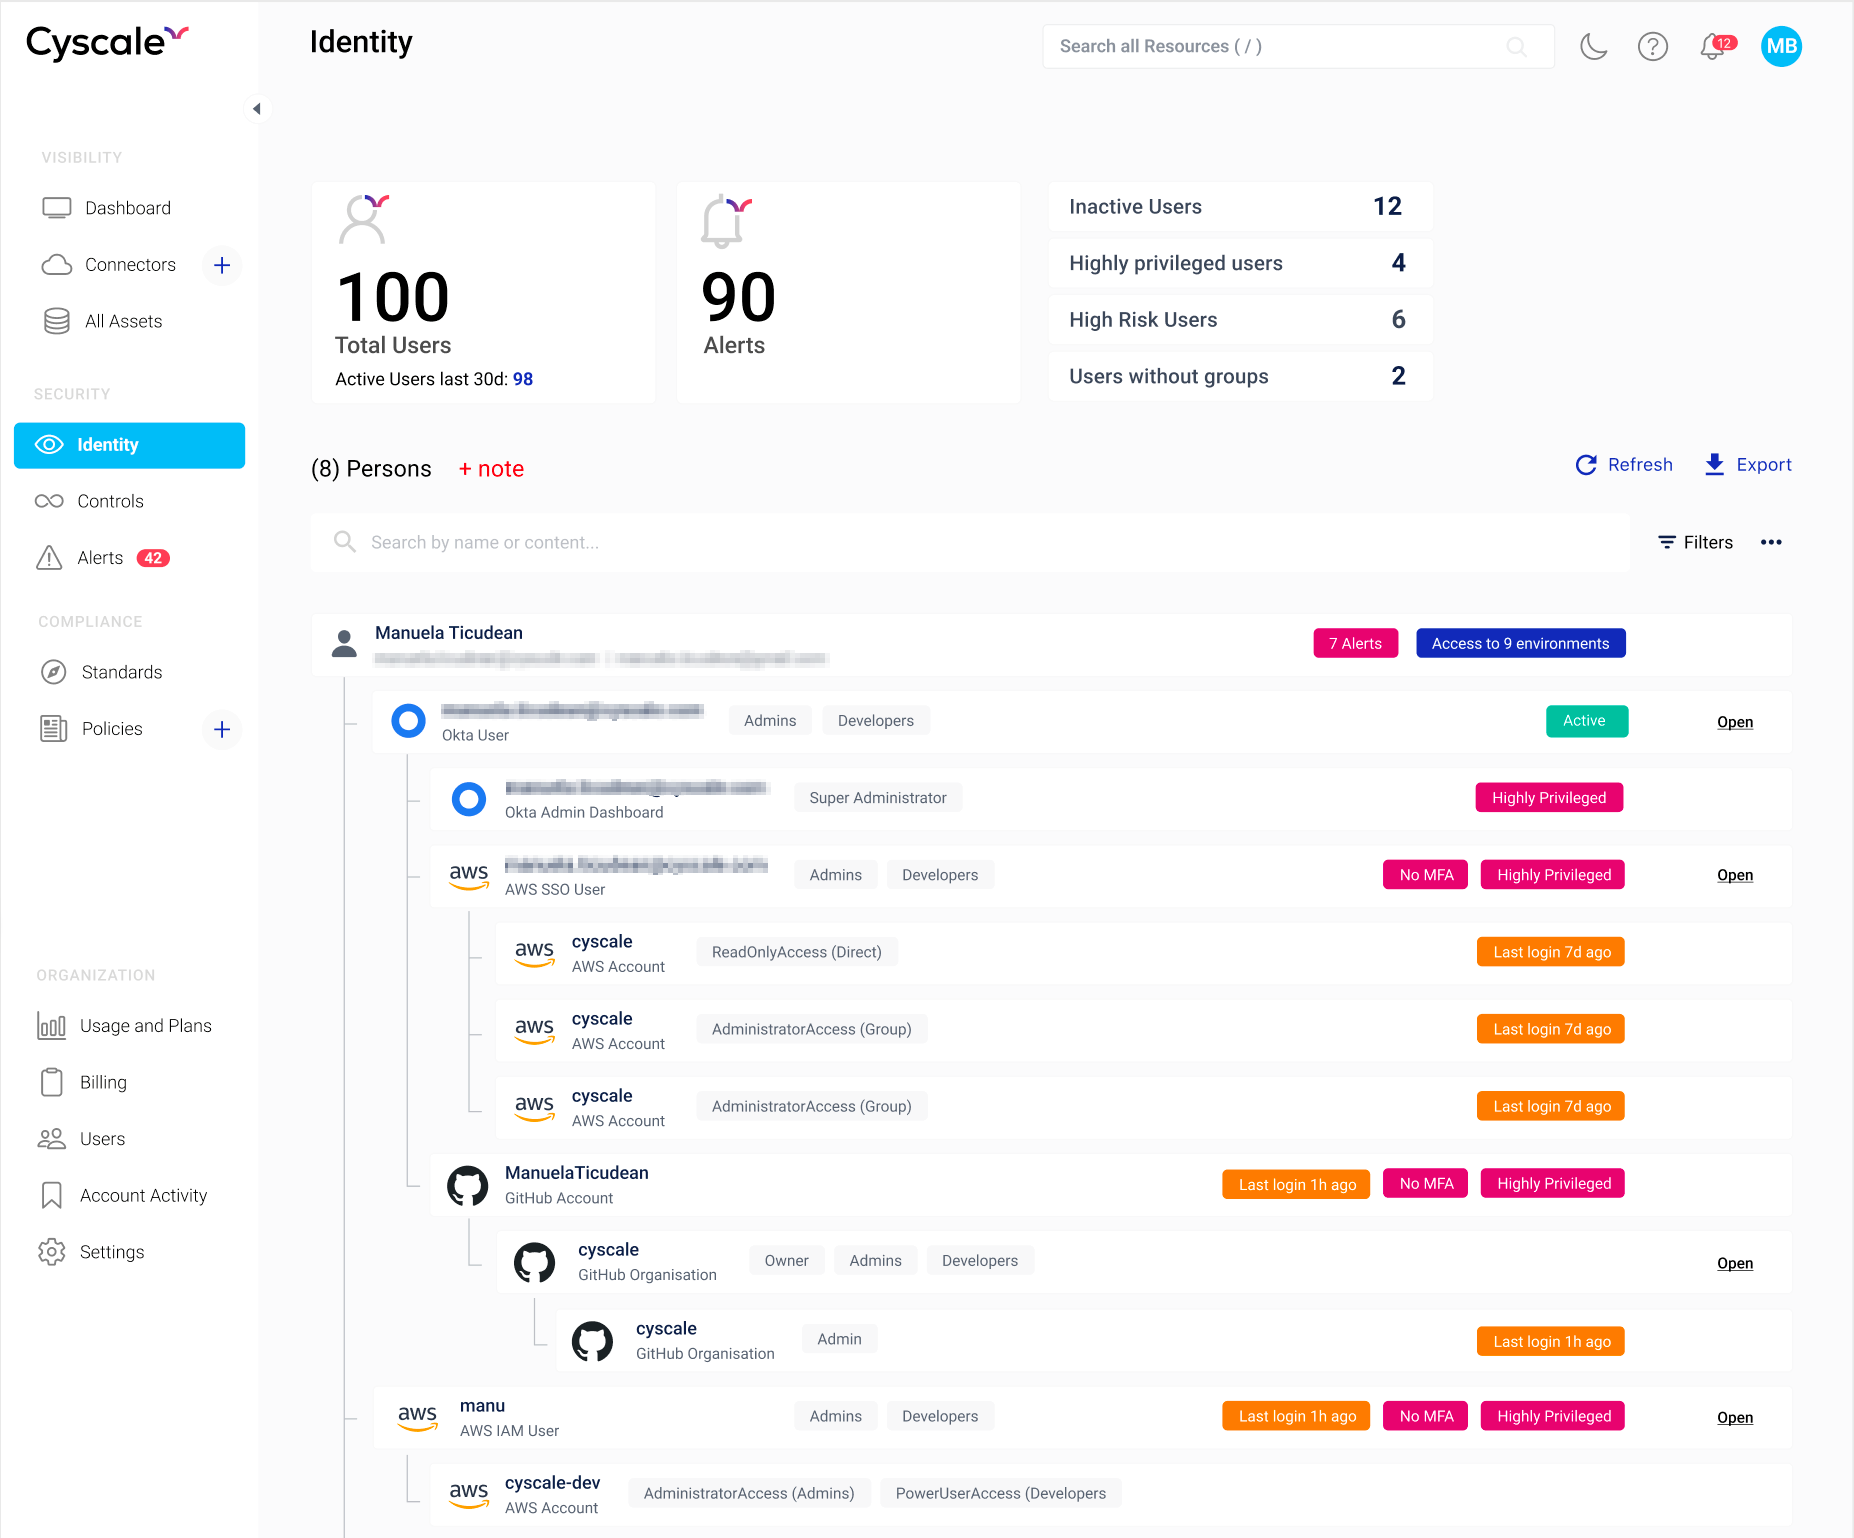 Cyscale
Identity
Search all Resources ( / )
?
12
MB
VISIBILITY
Dashboard
Connectors +
All Assets
SECURITY
Identity
Controls
Alerts 42
COMPLIANCE
Standards
Policies +
ORGANIZATION
Usage and Plans
Billing
Users
Account Activity
Settings
100
Total Users
Active Users last 30d: 98
90
Alerts
Inactive Users 12
Highly privileged users 4
High Risk Users 6
Users without groups 2
(8) Persons + note
Refresh Export
Search by name or content...
Filters
Manuela Ticudean
7 Alerts Access to 9 environments
Admins Developers Active Open
Okta User
Super Administrator Highly Privileged
Okta Admin Dashboard
aws Admins Developers No MFA Highly Privileged Open
AWS SSO User
aws cyscale ReadOnlyAccess (Direct) Last login 7d ago
AWS Account
aws cyscale AdministratorAccess (Group) Last login 7d ago
AWS Account
aws cyscale AdministratorAccess (Group) Last login 7d ago
AWS Account
ManuelaTicudean Last login 1h ago No MFA Highly Privileged
GitHub Account
cyscale Owner Admins Developers Open
GitHub Organisation
cyscale Admin Last login 1h ago
GitHub Organisation
aws manu Admins Developers Last login 1h ago No MFA Highly Privileged Open
AWS IAM User
aws cyscale-dev AdministratorAccess (Admins) PowerUserAccess (Developers
AWS Account